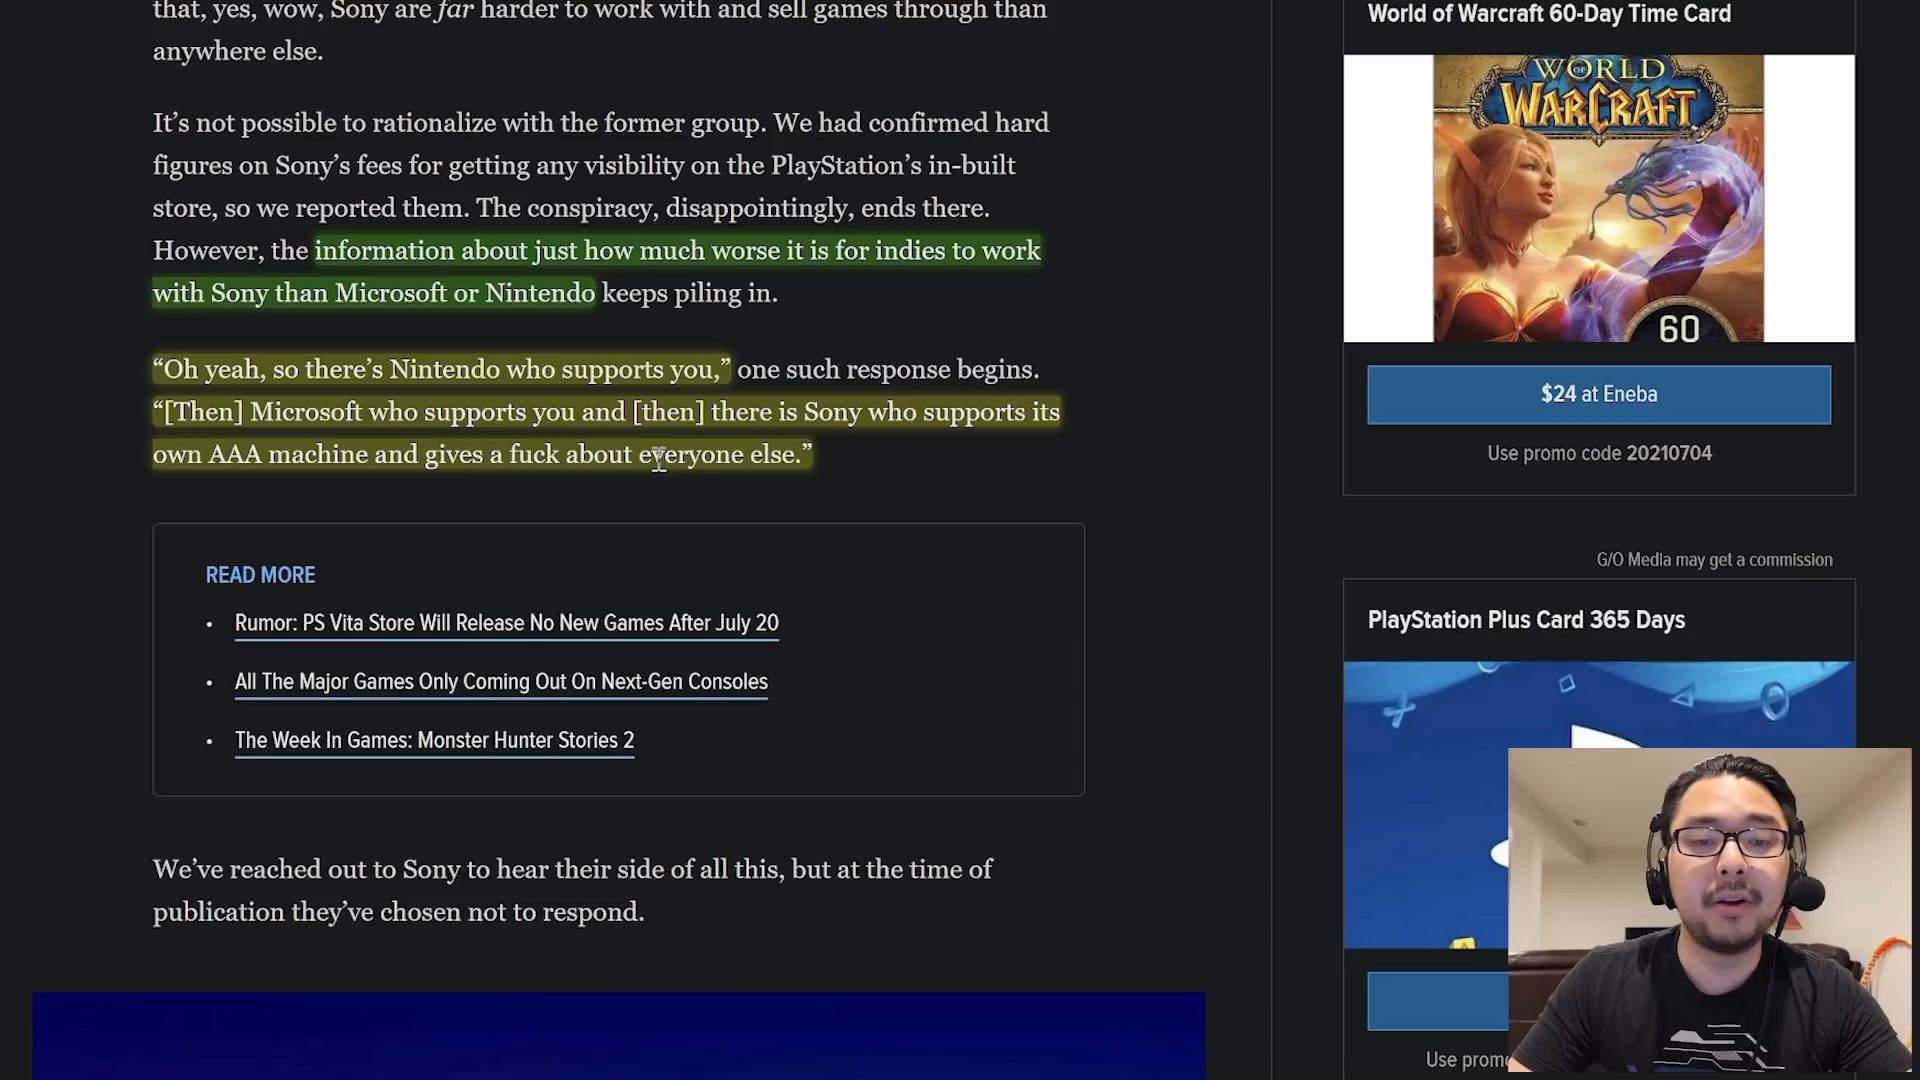 that, yes, wow, Sony are far harder to work with and sell games through than
anywhere else.
It’s not possible to rationalize with the former group. We had confirmed hard
figures on Sony’s fees for getting any visibility on the PlayStation’s in-built
store, so we reported them. The conspiracy, disappointingly, ends there.
However, the information about just how much worse it is for indies to work
with Sony than Microsoft or Nintendo keeps piling in.
“Oh yeah, so there’s Nintendo who supports you,” one such response begins.
“[Then] Microsoft who supports you and [then] there is Sony who supports its
own AAA machine and gives a fuck about everyone else.”
READ MORE
• Rumor: PS Vita Store Will Release No New Games After July 20
• All The Major Games Only Coming Out On Next-Gen Consoles
• The Week In Games: Monster Hunter Stories 2
We’ve reached out to Sony to hear their side of all this, but at the time of
publication they’ve chosen not to respond.
World of Warcraft 60-Day Time Card
WORLD
OF
WARCRAFT
60
$24 at Eneba
Use promo code 20210704
G/O Media may get a commission
PlayStation Plus Card 365 Days
Use